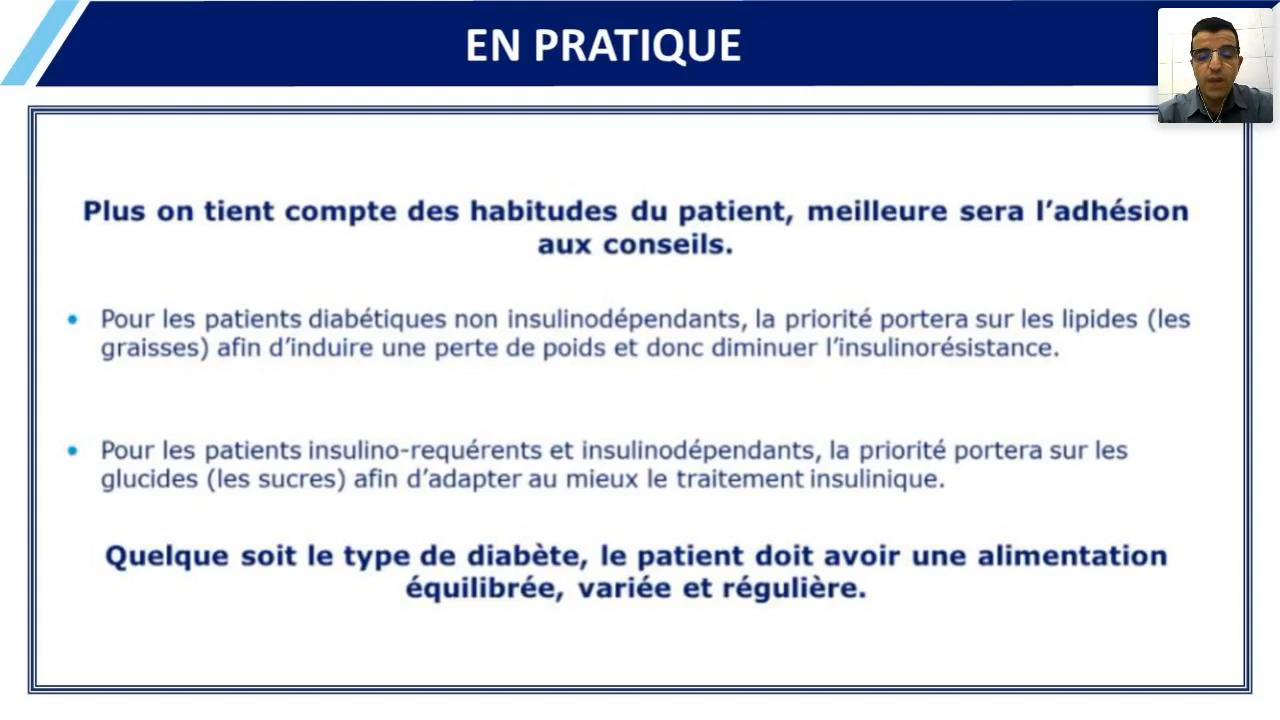 EN PRATIQUE
Plus on tient compte des habitudes du patient, meilleure sera l’adhésion
aux conseils.
• Pour les patients diabétiques non insulinodépendants, la priorité portera sur les lipides (les
graisses) afin d’induire une perte de poids et donc diminuer l’insulinorésistance.
• Pour les patients insulino-requérents et insulinodépendants, la priorité portera sur les
glucides (les sucres) afin d’adapter au mieux le traitement insulinique.
Quelque soit le type de diabète, le patient doit avoir une alimentation
équilibrée, variée et régulière.